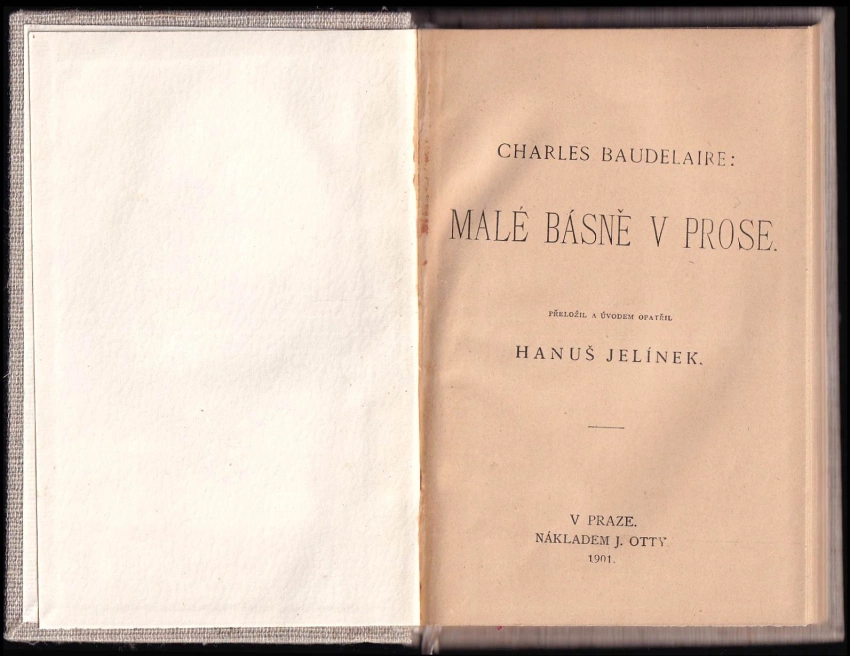 CHARLES BAUDELAIRE:
MALÉ BÁSNĚ V PROSE.
PŘELOŽIL A ÚVODEM OPATŘIL
HANUŠ JELÍNEK.
V PRAZE.
NÁKLADEM J. OTTY.
1901.